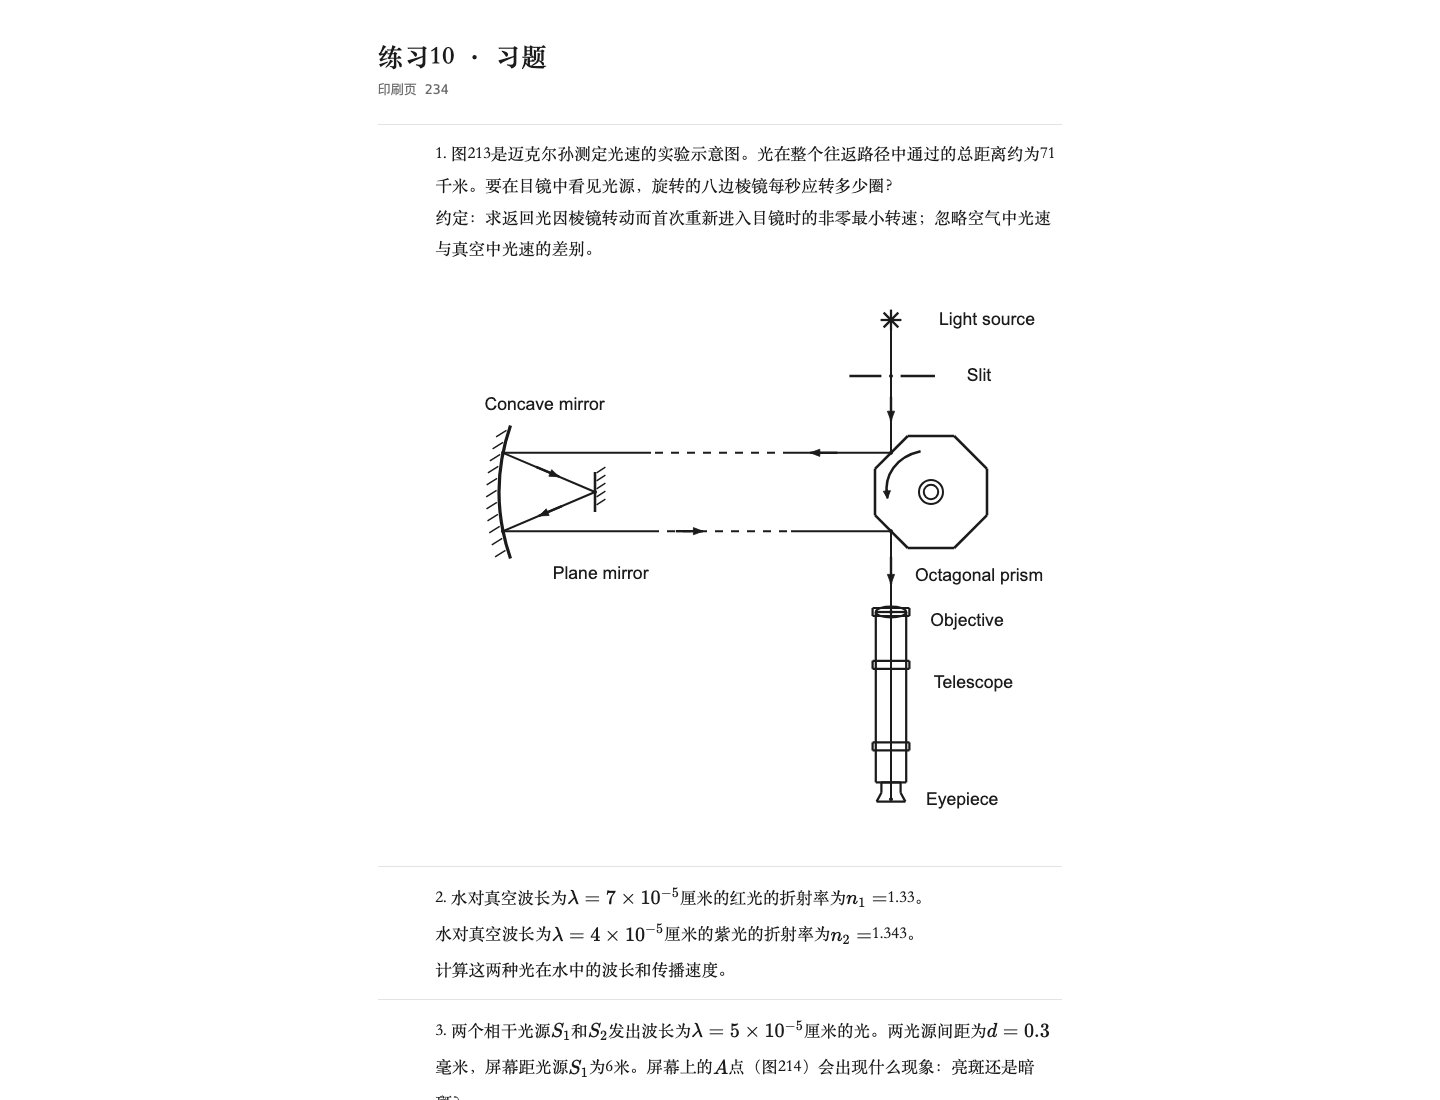 练习10 · 习题
印刷页 234
1. 图213是迈克尔孙测定光速的实验示意图。光在整个往返路径中通过的总距离约为71
千米。要在目镜中看见光源，旋转的八边棱镜每秒应转多少圈？
约定：求返回光因棱镜转动而首次重新进入目镜时的非零最小转速；忽略空气中光速
与真空中光速的差别。
Light source
Slit
Concave mirror
Plane mirror
Octagonal prism
Objective
Telescope
Eyepiece
2. 水对真空波长为λ = 7 × 10⁻⁵厘米的红光的折射率为n₁ =1.33。
水对真空波长为λ = 4 × 10⁻⁵厘米的紫光的折射率为n₂ =1.343。
计算这两种光在水中的波长和传播速度。
3. 两个相干光源S₁和S₂发出波长为λ = 5 × 10⁻⁵厘米的光。两光源间距为d = 0.3
毫米，屏幕距光源S₁为6米。屏幕上的A点（图214）会出现什么现象：亮斑还是暗